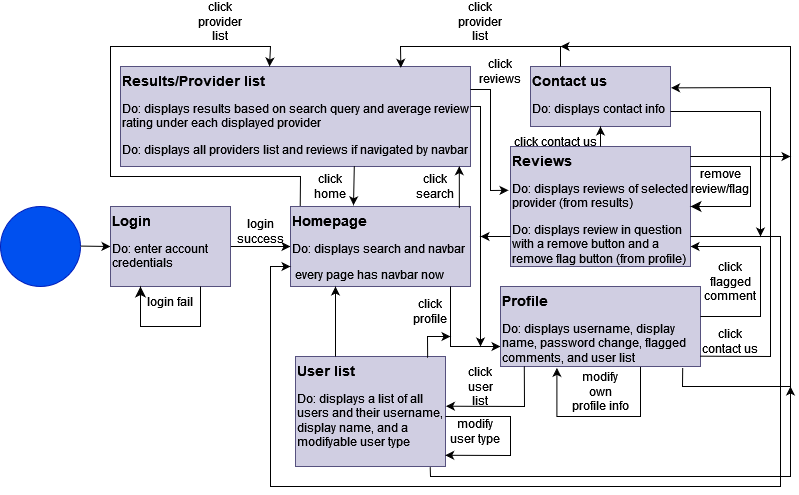 click
provider
list
click
provider
list
click
reviews
Results/Provider list
Do: displays results based on search query and average review
rating under each displayed provider
Do: displays all providers list and reviews if navigated by navbar
Contact us
Do: displays contact info
click contact us
Reviews
Do: displays reviews of selected
provider (from results)
Do: displays review in question
with a remove button and a
remove flag button (from profile)
remove
review/flag
click
home
click
search
Login
Do: enter account
credentials
login
success
login fail
Homepage
Do: displays search and navbar
every page has navbar now
click
profile
click
flagged
comment
Profile
Do: displays username, display
name, password change, flagged
comments, and user list
click
contact us
User list
Do: displays a list of all
users and their username,
display name, and a
modifyable user type
click
user
list
modify
user type
modify
own
profile info